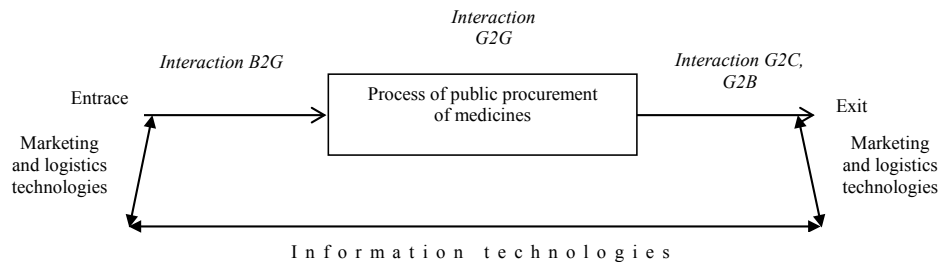 Interaction
G2G
Interaction B2G
Interaction G2C,
G2B
Entrace
Process of public procurement
of medicines
Exit
Marketing
and logistics
technologies
Marketing
and logistics
technologies
Information technologies